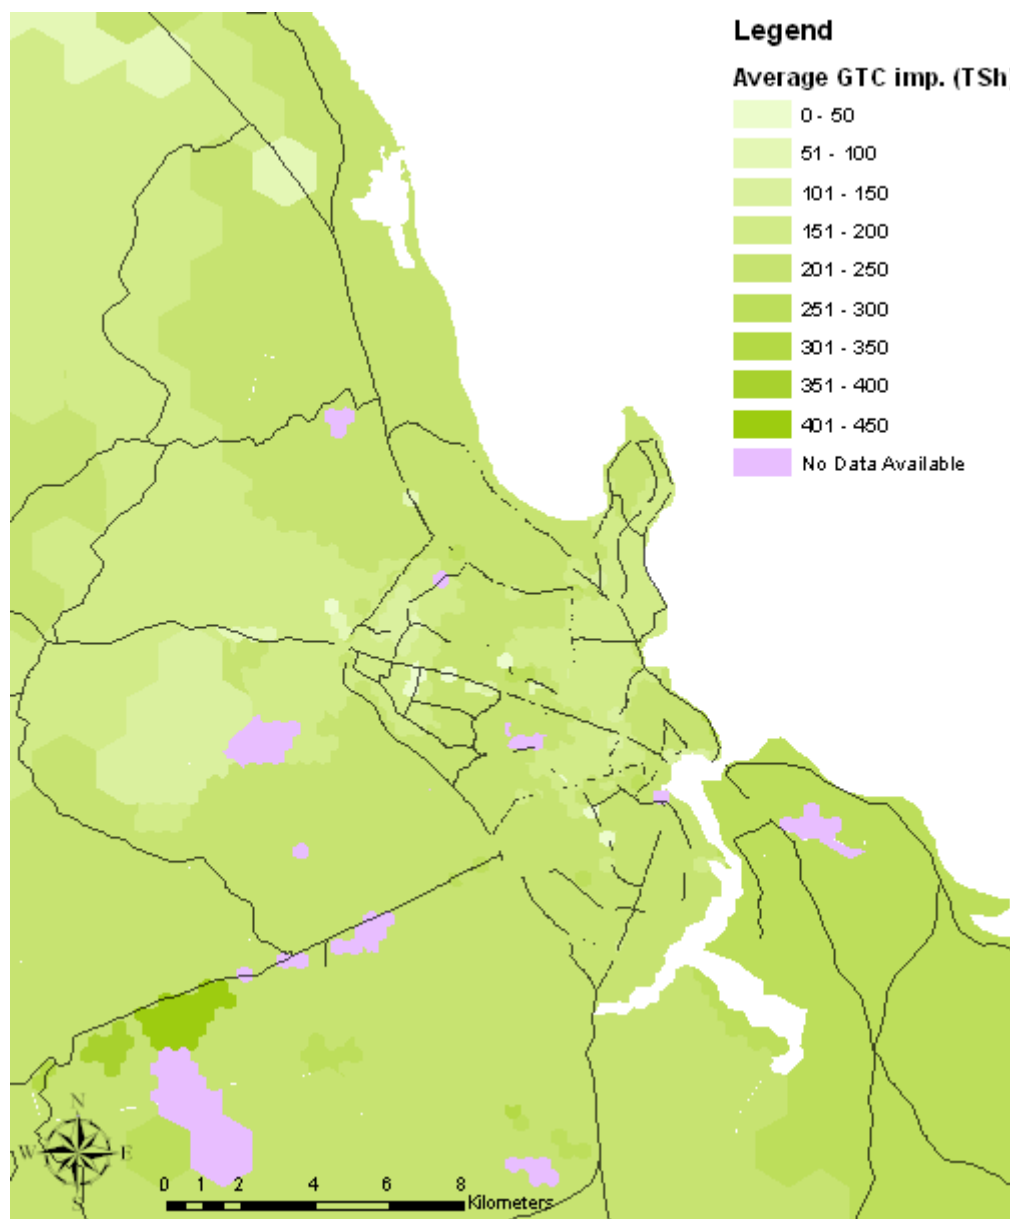 Legend
Average GTC imp. (TSh)
0 - 50
51 - 100
101 - 150
151 - 200
201 - 250
251 - 300
301 - 350
351 - 400
401 - 450
No Data Available
N
W E
S
0 1 2 4 6 8
Kilometers